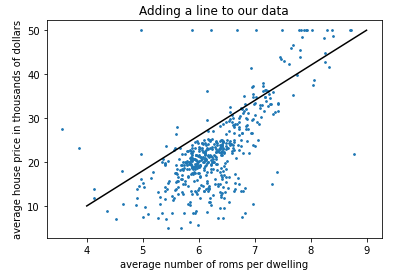 Adding a line to our data
average house price in thousands of dollars
50
40
30
20
10
4 5 6 7 8 9
average number of roms per dwelling